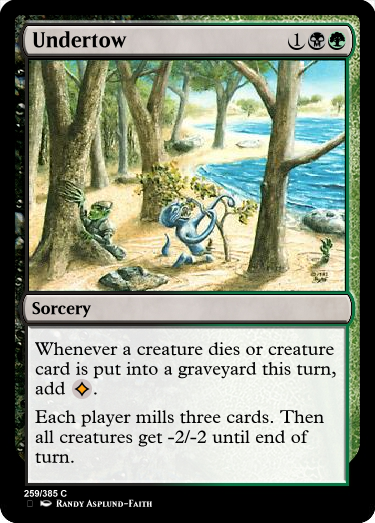 Undertow 1
Sorcery
Whenever a creature dies or creature
card is put into a graveyard this turn,
add .
Each player mills three cards. Then
all creatures get -2/-2 until end of
turn.
259/385 C
Randy Asplund-Faith